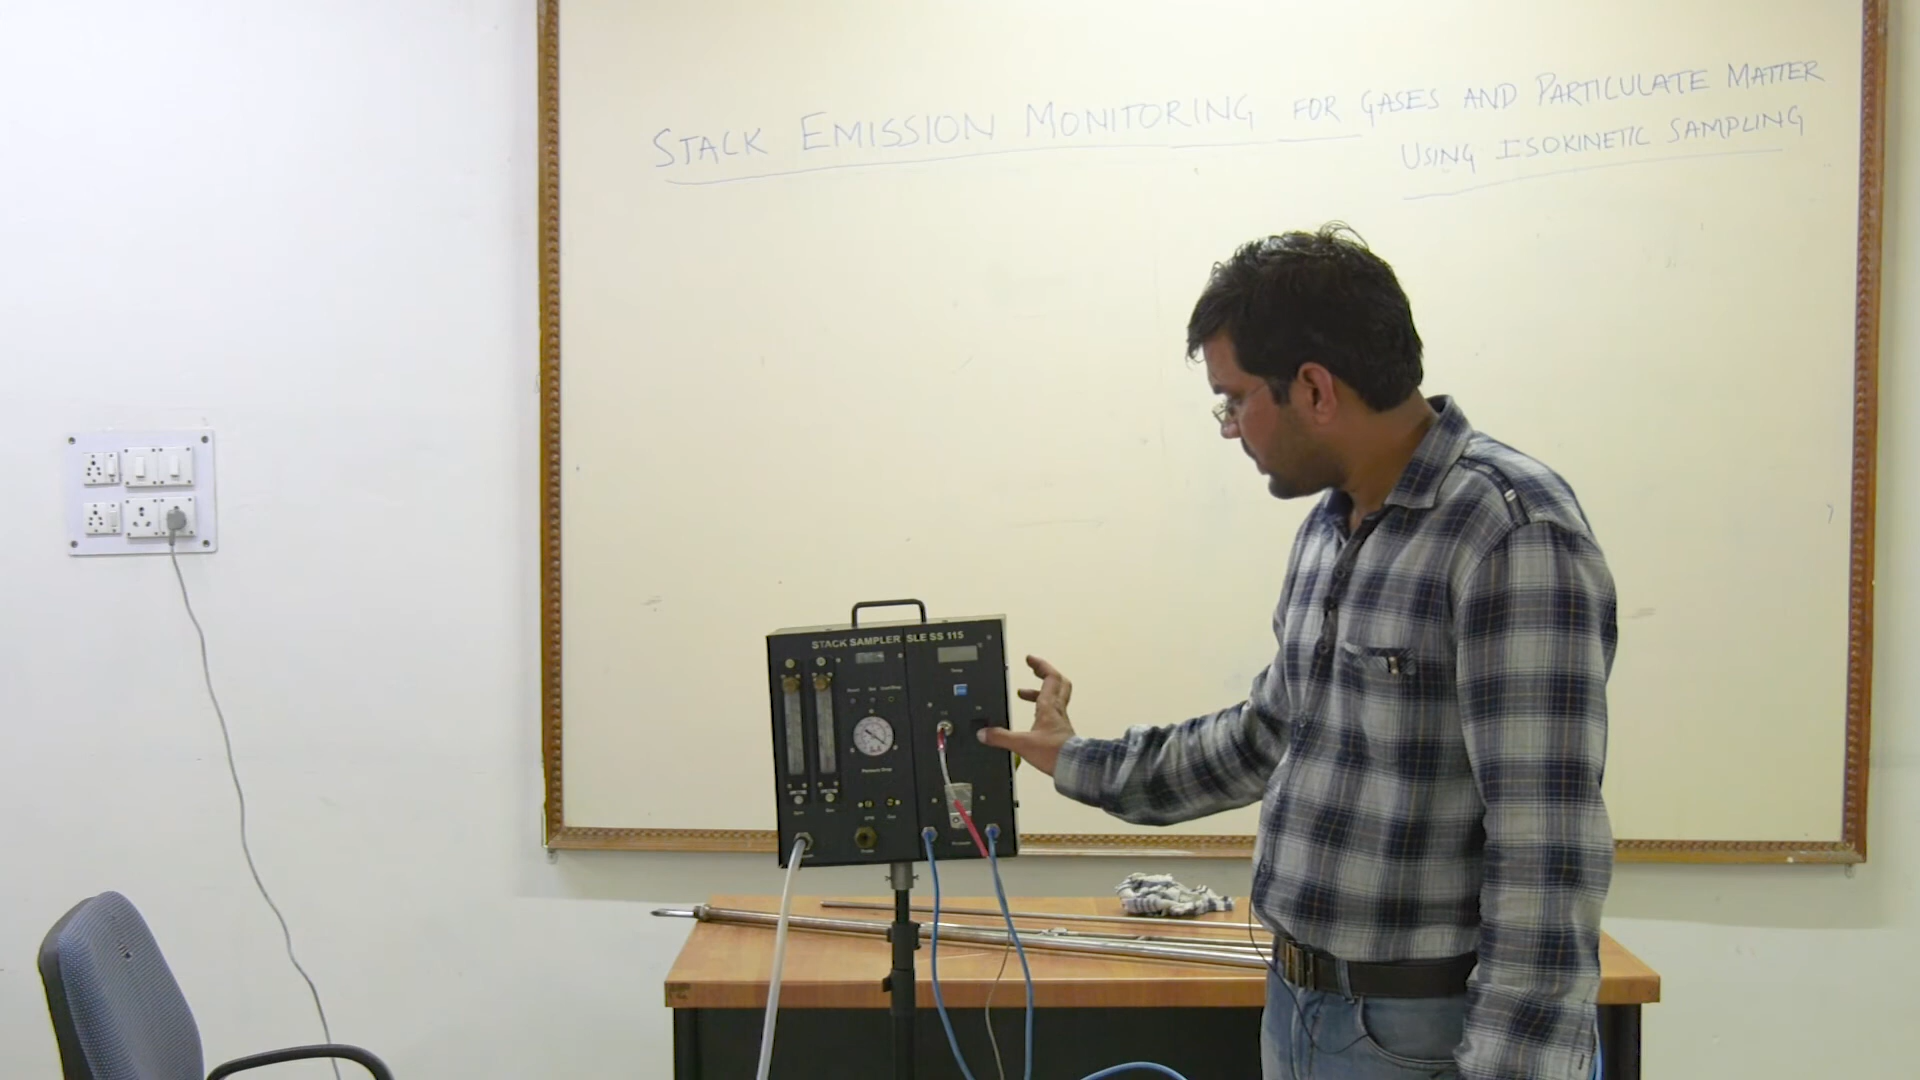 STACK EMISSION MONITORING FOR GASES AND PARTICULATE MATTER
USING ISOKINETIC SAMPLING
STACK SAMPLER SLE SS 115